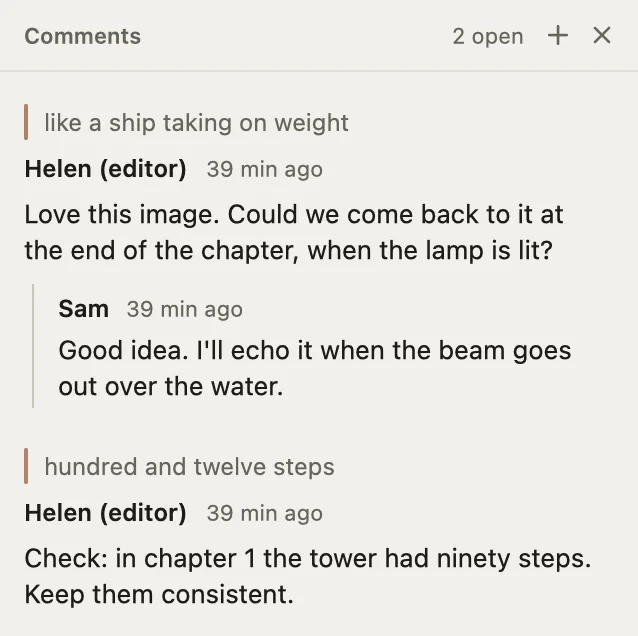 Comments 2 open
like a ship taking on weight
Helen (editor) 39 min ago
Love this image. Could we come back to it at
the end of the chapter, when the lamp is lit?
Sam 39 min ago
Good idea. I'll echo it when the beam goes
out over the water.
hundred and twelve steps
Helen (editor) 39 min ago
Check: in chapter 1 the tower had ninety steps.
Keep them consistent.